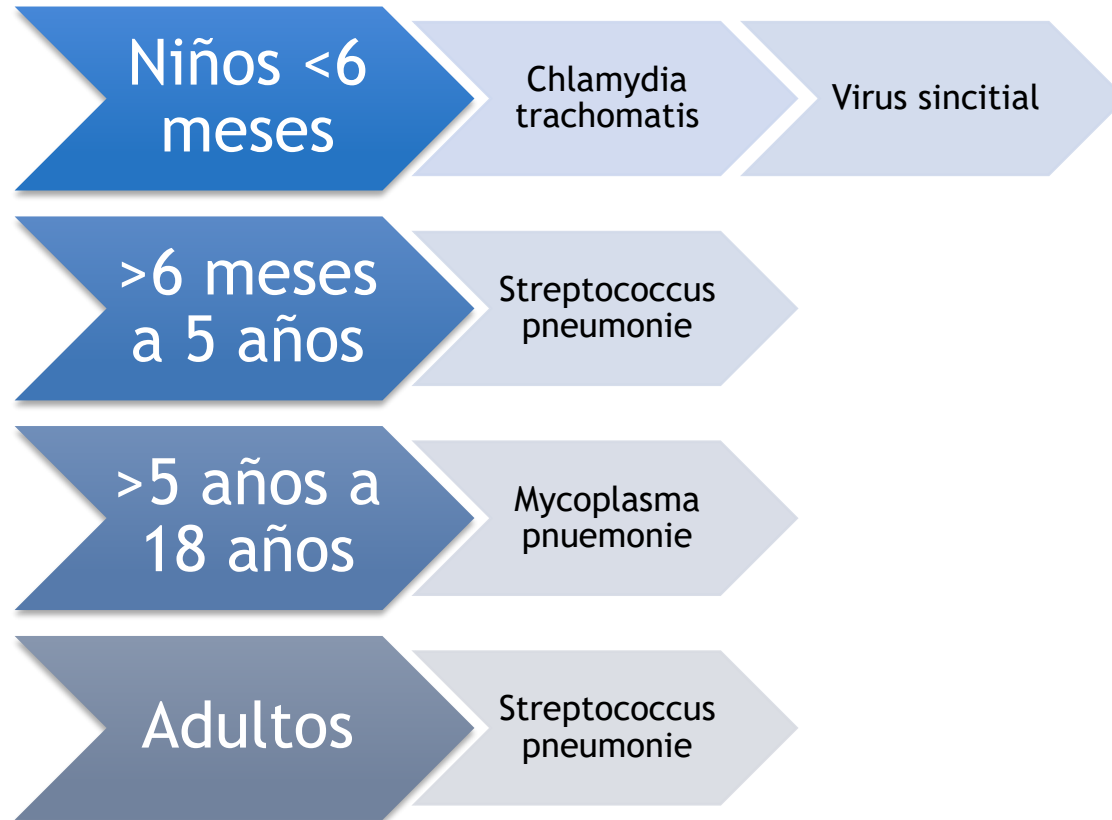 Niños <6
meses
Chlamydia
trachomatis
Virus sincitial
>6 meses
a 5 años
Streptococcus
pneumonie
>5 años a
18 años
Mycoplasma
pnuemonie
Adultos
Streptococcus
pneumonie